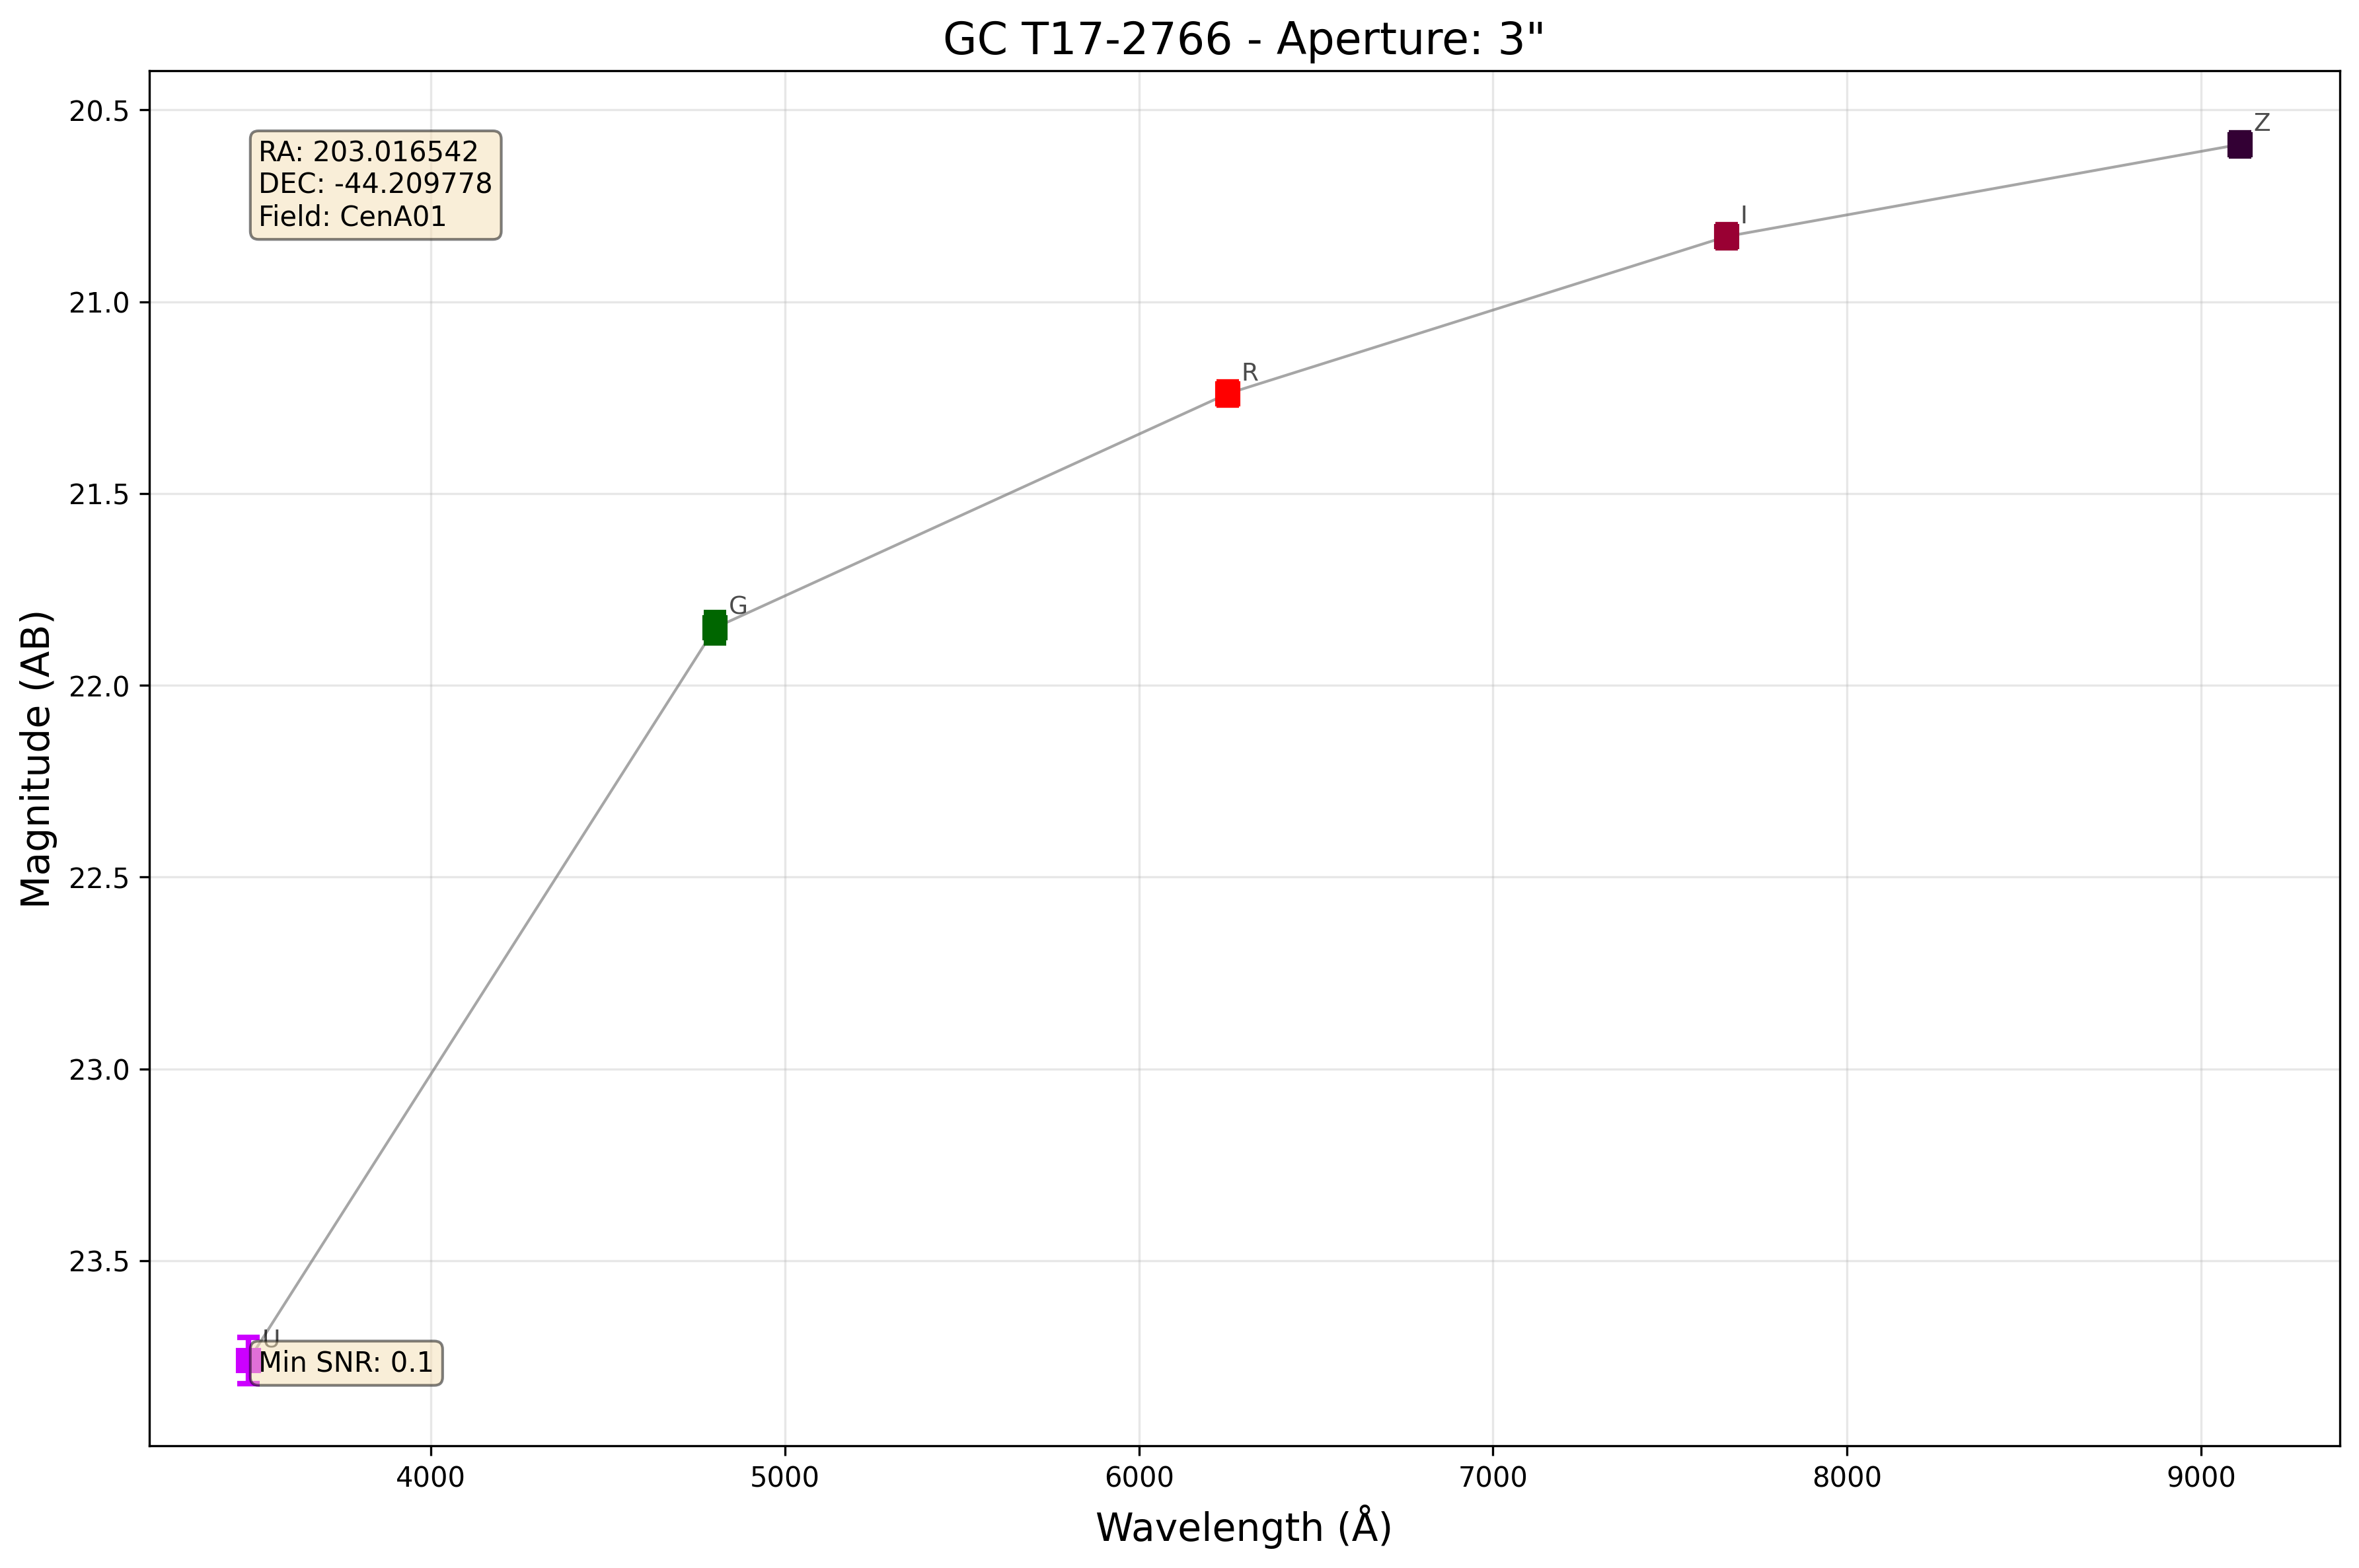 GC T17-2766 - Aperture: 3"
20.5
RA: 203.016542
DEC: -44.209778
Field: CenA01
Z
I
21.0
R
21.5
G
22.0
Magnitude (AB)
22.5
23.0
23.5
U
Min SNR: 0.1
4000
5000
6000
7000
8000
9000
Wavelength (Å)